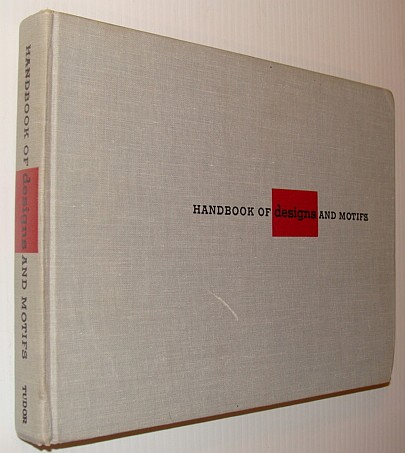 HANDBOOK OF designs AND MOTIFS TUDOR
HANDBOOK OF designs AND MOTIFS